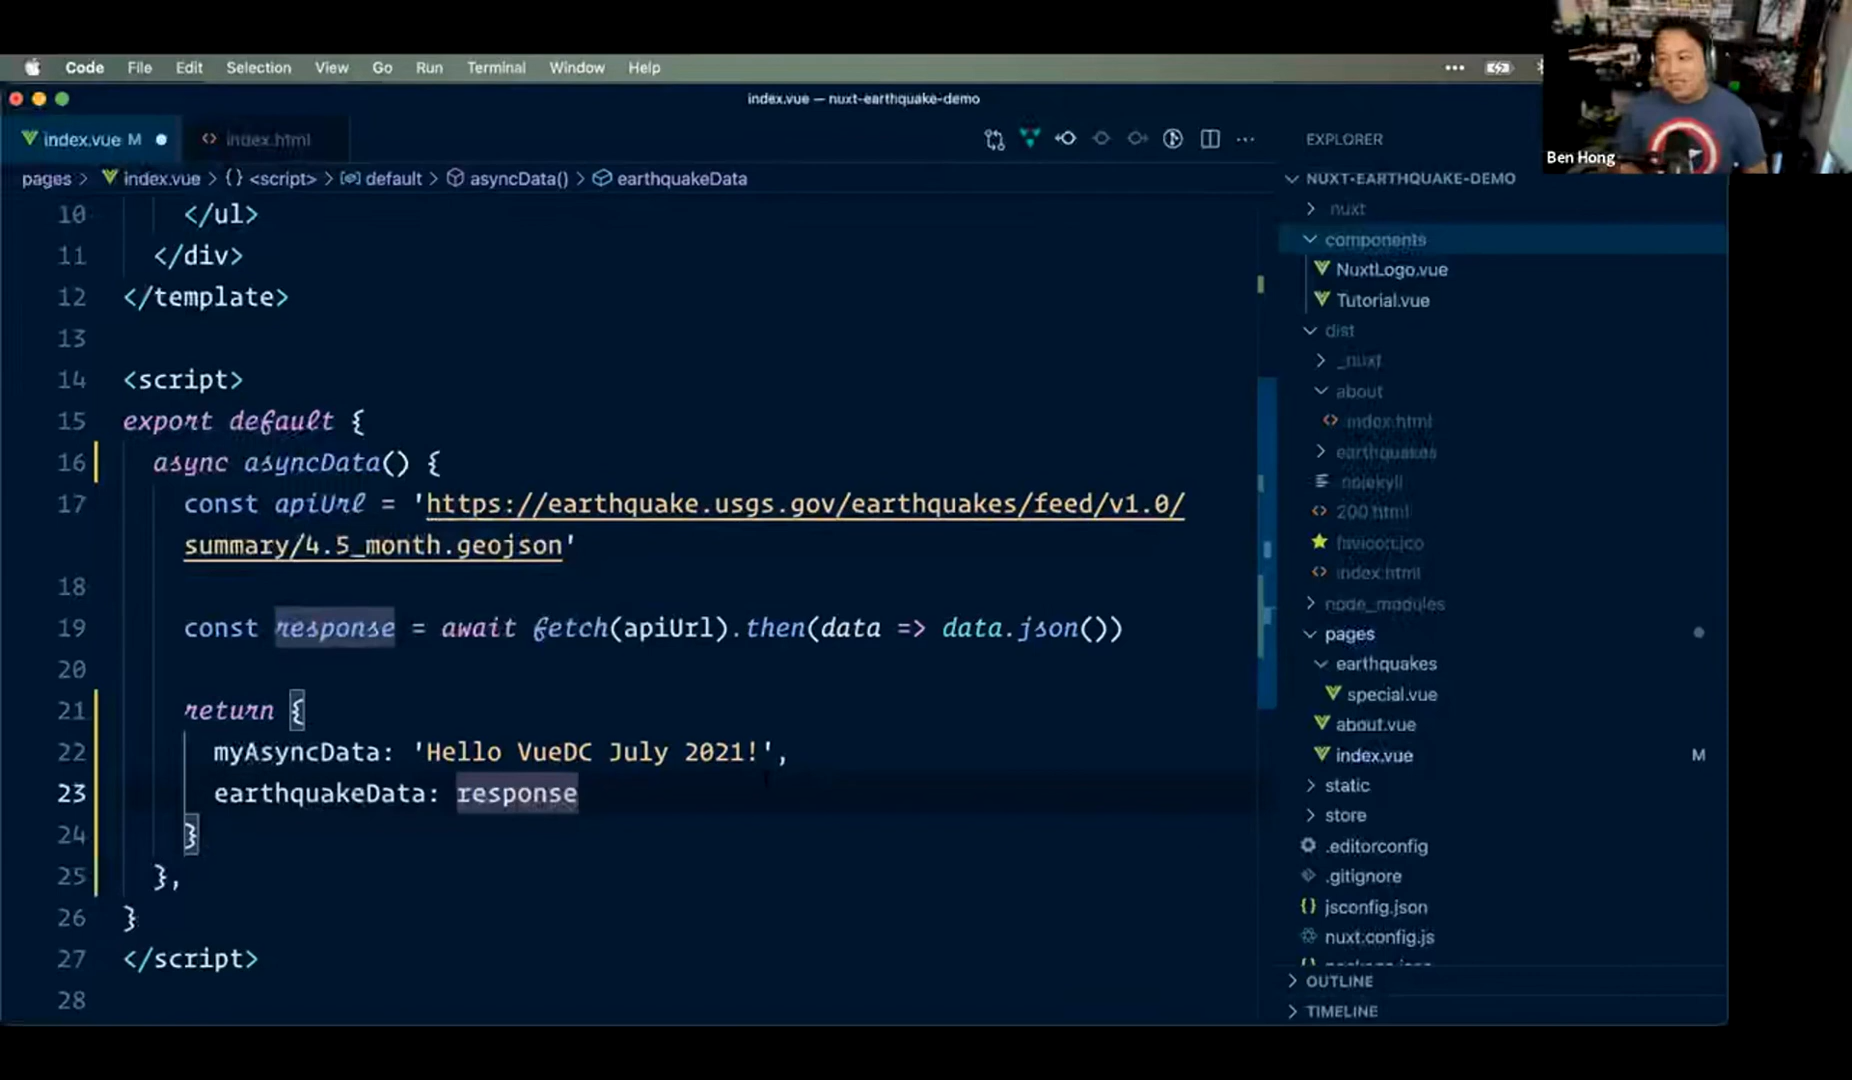 Code File Edit Selection View Go Run Terminal Window Help
index.vue — nuxt-earthquake-demo
index.vue M
index.html
pages > index.vue > {} <script> > default > asyncData() > earthquakeData
10 </ul>
11 </div>
12 </template>
13
14 <script>
15 export default {
16 async asyncData() {
17 const apiUrl = 'https://earthquake.usgs.gov/earthquakes/feed/v1.0/
summary/4.5_month.geojson'
18
19 const response = await fetch(apiUrl).then(data => data.json())
20
21 return {
22 myAsyncData: 'Hello VueDC July 2021!',
23 earthquakeData: response
24 }
25 },
26 }
27 </script>
28
EXPLORER
NUXT-EARTHQUAKE-DEMO
.nuxt
components
NuxtLogo.vue
Tutorial.vue
dist
_nuxt
about
index.html
earthquakes
.nojekyll
200.html
favicon.ico
index.html
node_modules
pages
earthquakes
special.vue
about.vue
index.vue M
static
store
.editorconfig
.gitignore
jsconfig.json
nuxt.config.js
OUTLINE
TIMELINE
Ben Hong